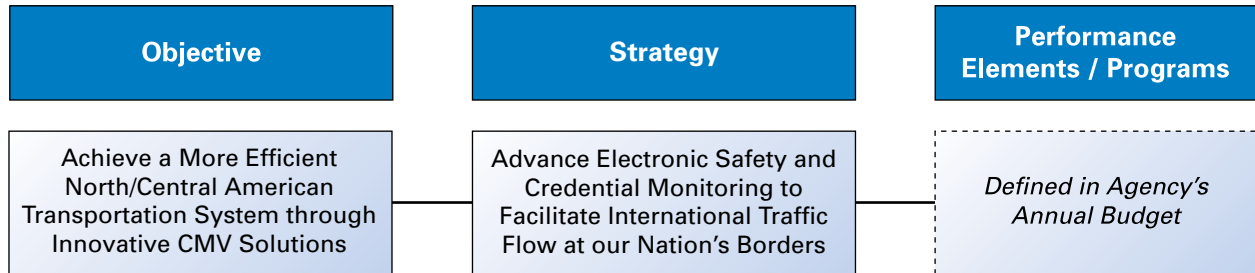 Objective
Strategy
Performance
Elements / Programs
Achieve a More Efficient
North/Central American
Transportation System through
Innovative CMV Solutions
Advance Electronic Safety and
Credential Monitoring to
Facilitate International Traffic
Flow at our Nation’s Borders
Defined in Agency’s
Annual Budget